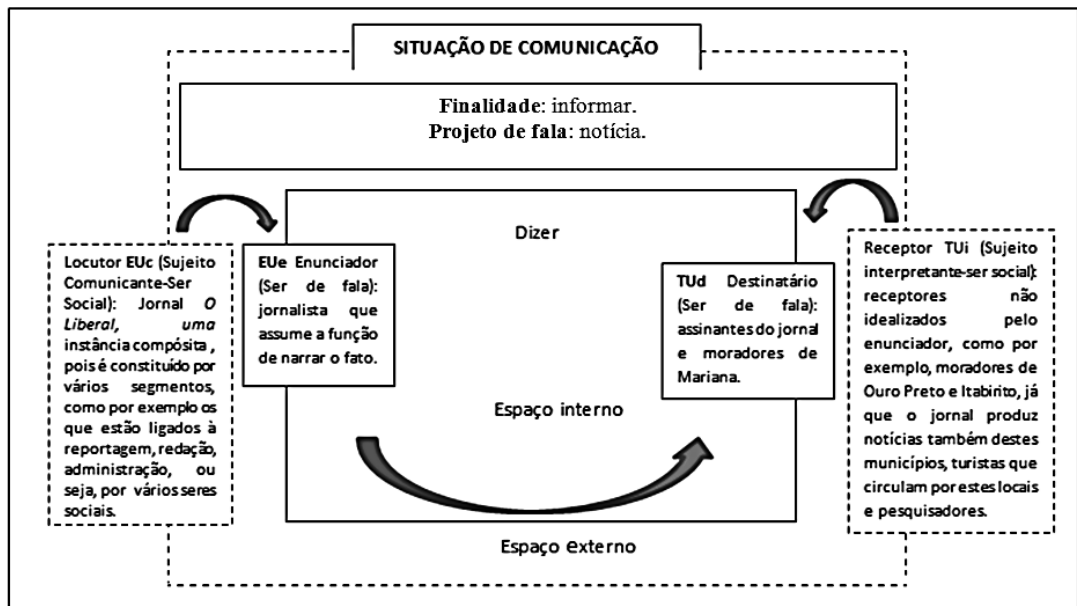 SITUAÇÃO DE COMUNICAÇÃO
Finalidade: informar.
Projeto de fala: notícia.
Dizer
Locutor EUc (Sujeito
Comunicante-Ser
Social): Jornal O
Liberal, uma
instância compósita ,
pois é constituído por
vários segmentos,
como por exemplo os
que estão ligados à
reportagem, redação,
administração, ou
seja, por vários seres
sociais.
EUe Enunciador
(Ser de fala):
jornalista que
assume a função
de narrar o fato.
TUd Destinatário
(Ser de fala):
assinantes do jornal
e moradores de
Mariana.
Receptor TUi (Sujeito
interpretante-ser social):
receptores não
idealizados pelo
enunciador, como por
exemplo, moradores de
Ouro Preto e Itabirito, já
que o jornal produz
notícias também destes
municípios, turistas que
circulam por estes locais
e pesquisadores.
Espaço interno
Espaço externo